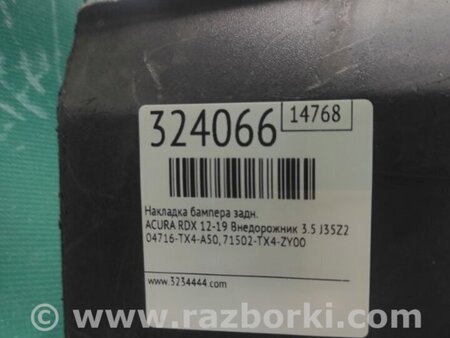 324066
14768
Накладка бампера задн.
ACURA RDX 12-19 Внедорожник 3.5 J35Z2
04716-TX4-A50, 71502-TX4-ZY00
www.3234444.com
www.razborki.com